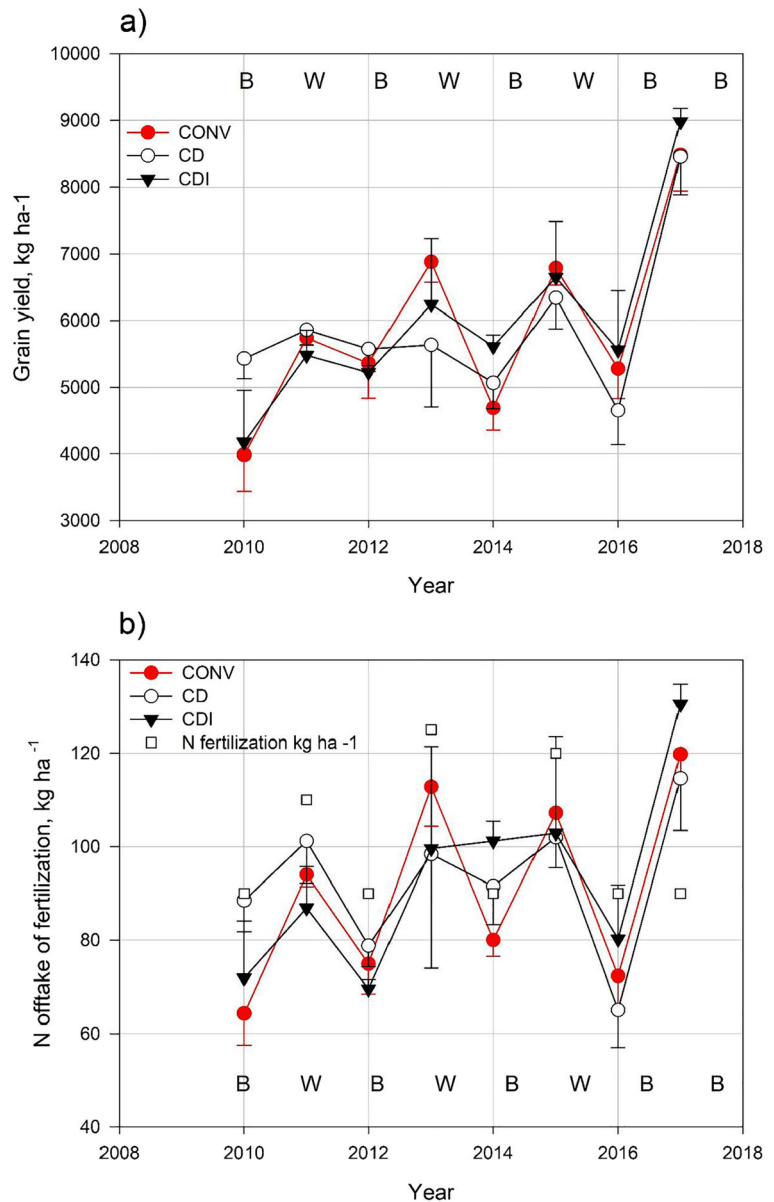 a)
10000
B W B W B W B B
9000
CONV
CD
CDI
8000
7000
6000
5000
4000
3000
Grain yield, kg ha-1
2008 2010 2012 2014 2016 2018
Year
b)
140
CONV
CD
CDI
N fertilization kg ha -1
120
100
80
60
40
N offtake of fertilization, kg ha -1
B W B W B W B B
2008 2010 2012 2014 2016 2018
Year